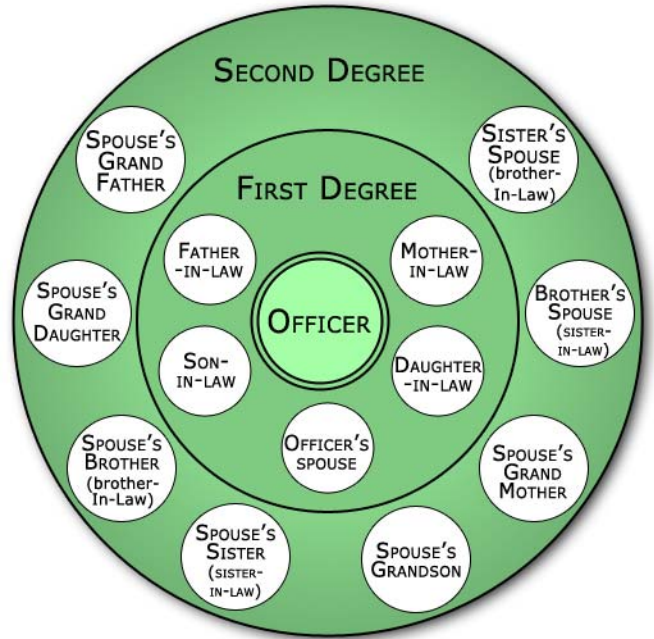 SECOND DEGREE
SPOUSE'S
GRAND
FATHER
SISTER'S
SPOUSE
(brother-
In-Law)
FIRST DEGREE
FATHER
-IN-LAW
MOTHER-
IN-LAW
SPOUSE'S
GRAND
DAUGHTER
OFFICER
BROTHER'S
SPOUSE
(SISTER-
IN-LAW)
SON-
IN-LAW
DAUGHTER
-IN-LAW
SPOUSE'S
BROTHER
(brother-
In-Law)
OFFICER'S
SPOUSE
SPOUSE'S
GRAND
MOTHER
SPOUSE'S
SISTER
(SISTER-
IN-LAW)
SPOUSE'S
GRANDSON